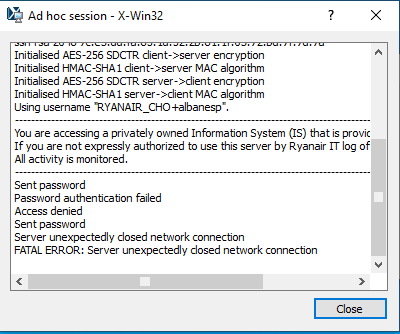 Ad hoc session - X-Win32
Initialised AES-256 SDCTR client->server encryption
Initialised HMAC-SHA1 client->server MAC algorithm
Initialised AES-256 SDCTR server->client encryption
Initialised HMAC-SHA1 server->client MAC algorithm
Using username "RYANAIR_CHO+albanesp".
You are accessing a privately owned Information System (IS) that is provid
If you are not expressly authorized to use this server by Ryanair IT log of
All activity is monitored.
Sent password
Password authentication failed
Access denied
Sent password
Server unexpectedly closed network connection
FATAL ERROR: Server unexpectedly closed network connection
Close